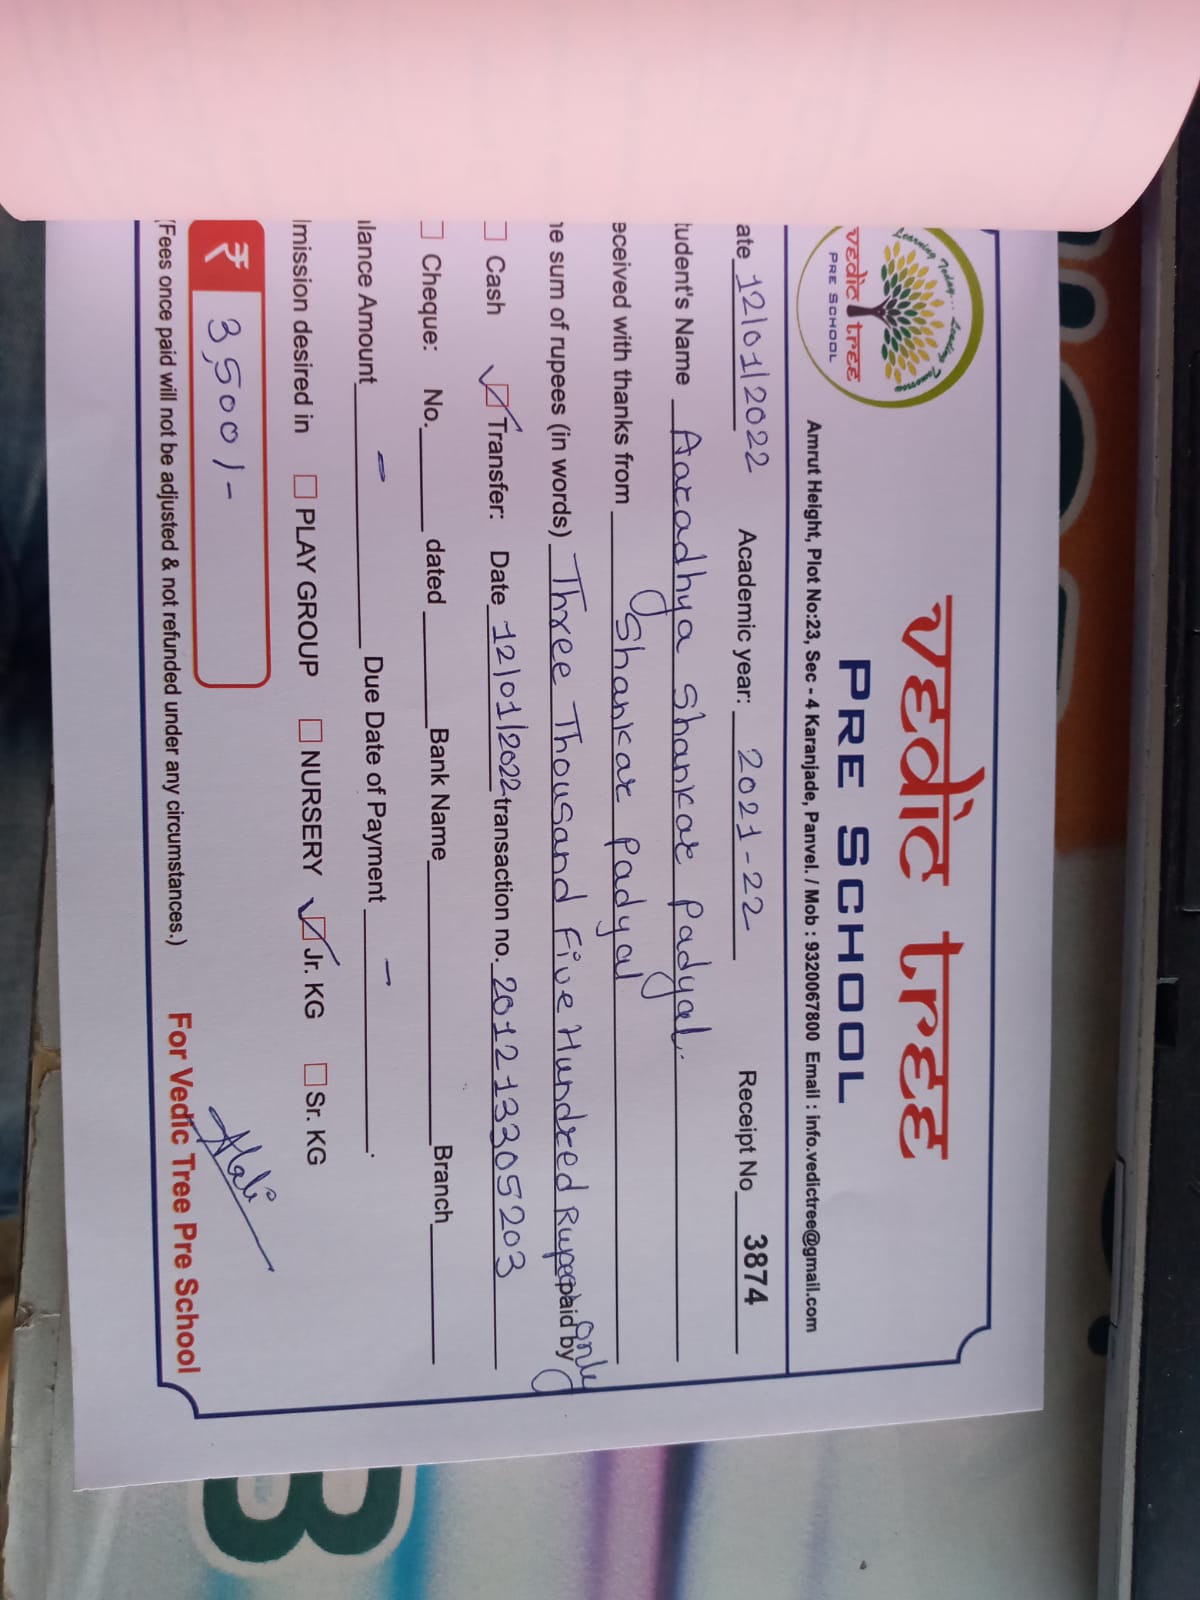 Learning Today... Leading Tomorrow
vedic tree
PRE SCHOOL
vedic tree
PRE SCHOOL
Amrut Height, Plot No:23, Sec - 4 Karanjade, Panvel. / Mob : 9320067800 Email : info.vedictree@gmail.com
ate 12/01/2022 Academic year: 2021-22 Receipt No 3874
tudent's Name Aaradhya Shankar Padyal.
eceived with thanks from Shankar Padyal
he sum of rupees (in words) Three Thousand Five Hundred Rupees only paid by
Cash Transfer: Date 12/01/2022 transaction no. 201213305203
Cheque: No. dated Bank Name Branch
alance Amount - Due Date of Payment - .
dmission desired in PLAY GROUP NURSERY Jr. KG Sr. KG
₹ 3,500/-
(Fees once paid will not be adjusted & not refunded under any circumstances.) For Vedic Tree Pre School
B